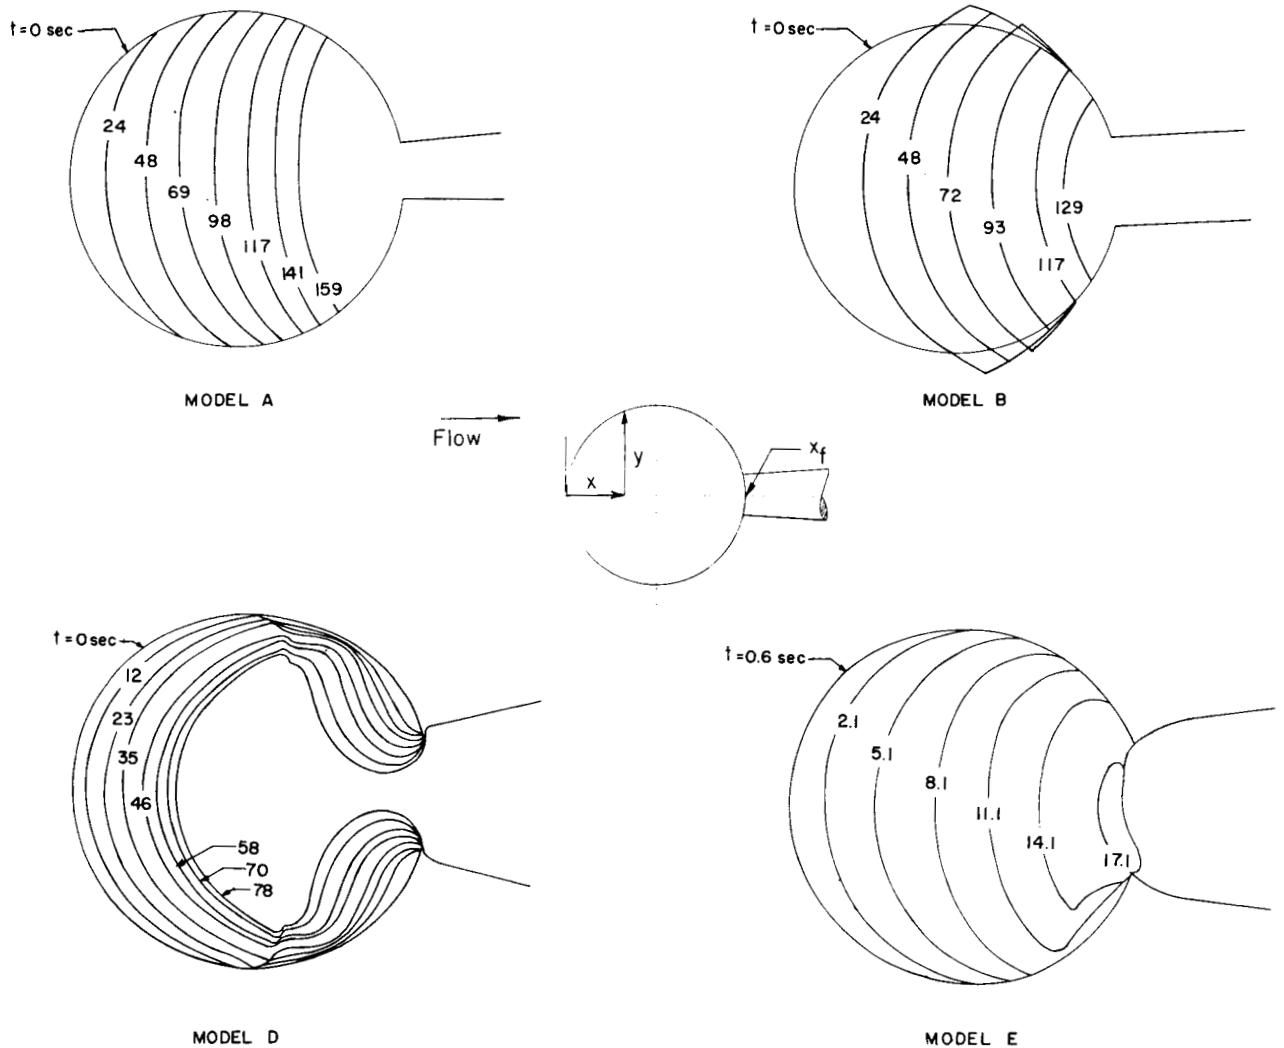 t = 0 sec
24
48
69
98
117
141
159
MODEL A
t = 0 sec
24
48
72
93
117
129
MODEL B
Flow
x
y
xf
t = 0 sec
12
23
35
46
58
70
78
MODEL D
t = 0.6 sec
2.1
5.1
8.1
11.1
14.1
17.1
MODEL E